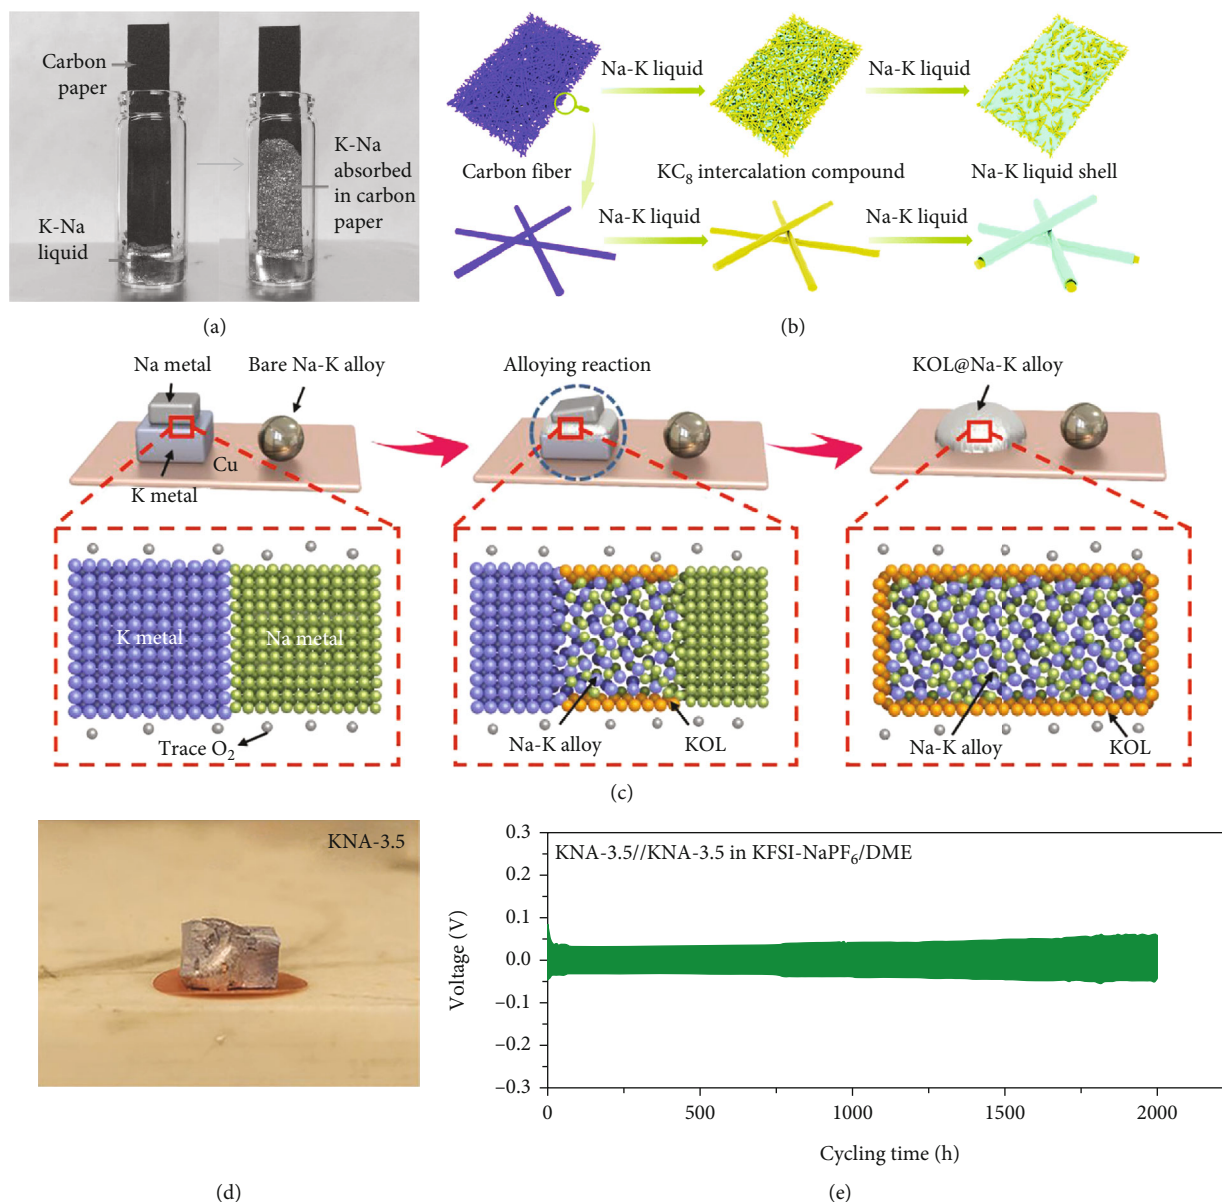 Carbon
paper
K-Na
liquid
K-Na
absorbed
in carbon
paper
(a)
Na-K liquid
Na-K liquid
Carbon fiber
KC₈ intercalation compound
Na-K liquid shell
Na-K liquid
Na-K liquid
(b)
Na metal
Bare Na-K alloy
Cu
K metal
Alloying reaction
KOL@Na-K alloy
K metal
Na metal
Trace O₂
Na-K alloy
KOL
Na-K alloy
KOL
(c)
KNA-3.5
(d)
KNA-3.5//KNA-3.5 in KFSI-NaPF₆/DME
0.3
0.2
0.1
0.0
−0.1
−0.2
−0.3
Voltage (V)
0
500
1000
1500
2000
Cycling time (h)
(e)